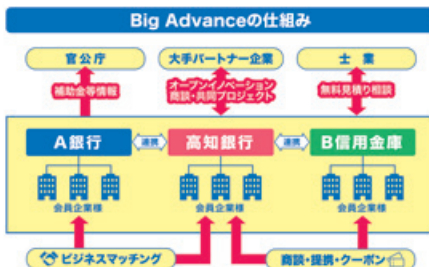 Big Advanceの仕組み
官公庁
大手パートナー企業
士業
補助金等情報
オープンイノベーション
商談・共同プロジェクト
無料見積り相談
A銀行
連携
高知銀行
連携
B信用金庫
会員企業様
会員企業様
会員企業様
ビジネスマッチング
商談・提携・クーポン